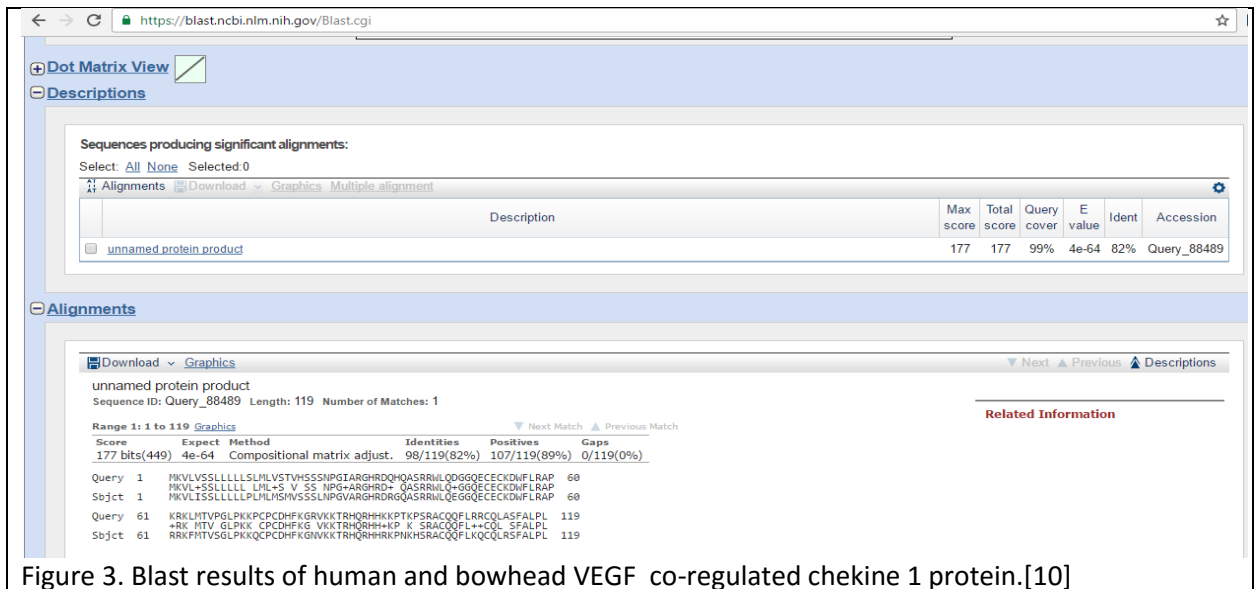 https://blast.ncbi.nlm.nih.gov/Blast.cgi
Dot Matrix View
Descriptions
Sequences producing significant alignments:
Select: All None Selected:0
Alignments Download Graphics Multiple alignment
Description Max score Total score Query cover E value Ident Accession
unnamed protein product 177 177 99% 4e-64 82% Query_88489
Alignments
Download Graphics Next Previous Descriptions
unnamed protein product
Sequence ID: Query_88489 Length: 119 Number of Matches: 1
Related Information
Range 1: 1 to 119 Graphics Next Match Previous Match
Score Expect Method Identities Positives Gaps
177 bits(449) 4e-64 Compositional matrix adjust. 98/119(82%) 107/119(89%) 0/119(0%)
Query 1 MKVLVSSLLLLLSLMLVSTVHSSSNPGIARGHRDQHQASRRWLQDGGQECECKDWFLRAP 60
MKVL+SSLLLLL LML+S V SS NPG+ARGHRD+ QASRRWLQ+GGQECECKDWFLRAP
Sbjct 1 MKVLISSLLLLLPLMLMSMVSSSLNPGVARGHRDRGQASRRWLQEGGQECECKDWFLRAP 60
Query 61 KRKLMTVPGLPKKPCPCDHFKGRVKKTRHQRHHKKPTKPSRACQQFLRRCQLASFALPL 119
+RK MTV GLPKK CPCDHFKG VKKTRHQRHH+KP K SRACQQFL++CQL SFALPL
Sbjct 61 RRKFMTVSGLPKKQCPCDHFKGNVKKTRHQRHHRKPNKHSRACQQFLKQCQLRSFALPL 119
Figure 3. Blast results of human and bowhead VEGF co-regulated chekine 1 protein.[10]